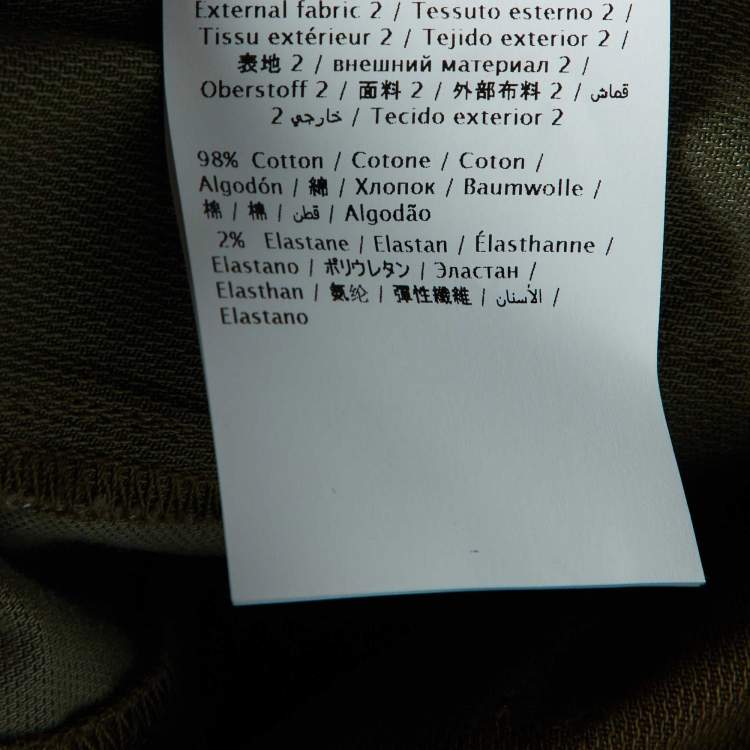 External fabric 2 / Tessuto esterno 2 /
Tissu extérieur 2 / Tejido exterior 2 /
表地 2 / внешний материал 2 /
Oberstoff 2 / 面料 2 / 外部布料 2 / قماش
خارجي 2 / Tecido exterior 2
98% Cotton / Cotone / Coton /
Algodón / 綿 / Хлопок / Baumwolle /
棉 / 棉 / قطن / Algodão
2% Elastane / Elastan / Élasthanne /
Elastano / ポリウレタン / Эластан /
Elasthan / 氨纶 / 彈性纖維 / الأسنان /
Elastano